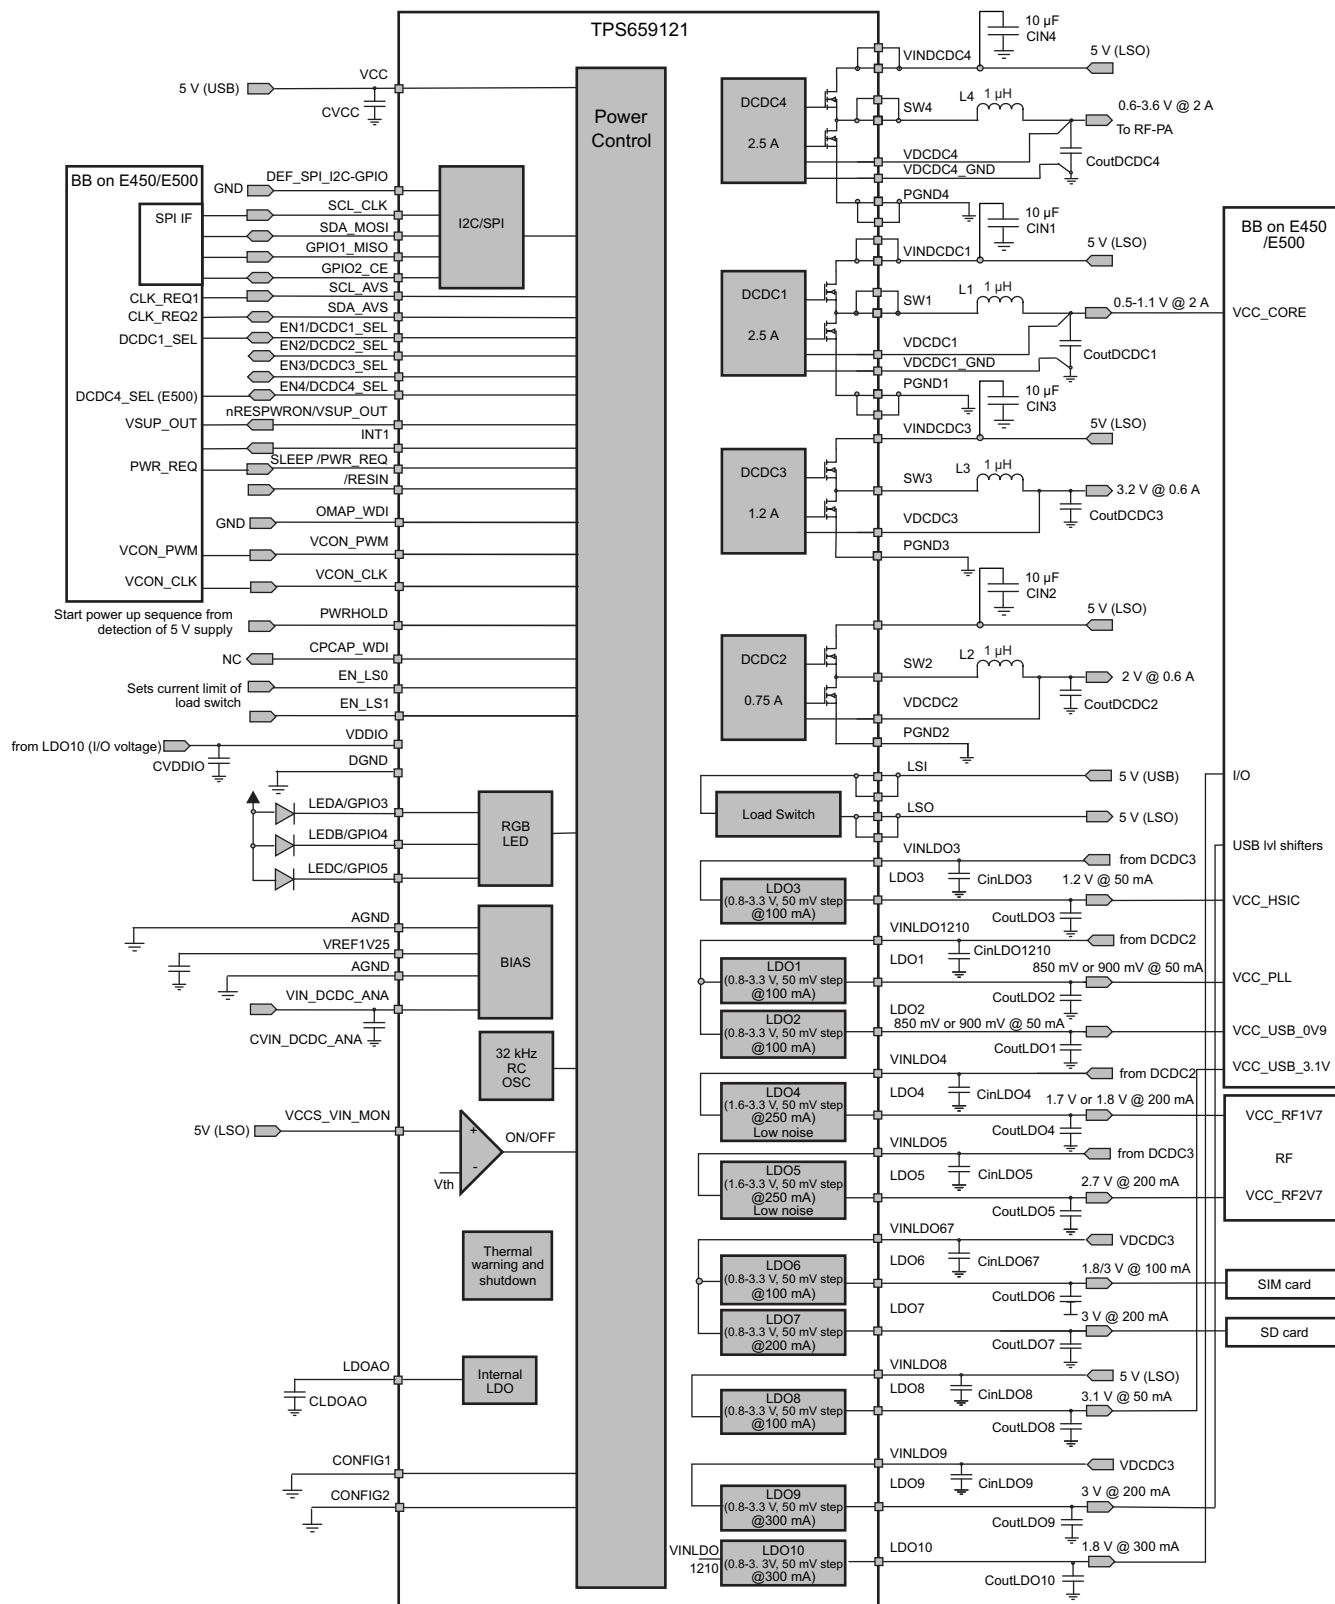 TPS659121
VCC
5 V (USB)
CVCC
Power
Control
BB on E450/E500
GND
DEF_SPI_I2C-GPIO
SPI IF
SCL_CLK
SDA_MOSI
GPIO1_MISO
GPIO2_CE
I2C/SPI
CLK_REQ1
SCL_AVS
CLK_REQ2
SDA_AVS
DCDC1_SEL
EN1/DCDC1_SEL
EN2/DCDC2_SEL
EN3/DCDC3_SEL
DCDC4_SEL (E500)
EN4/DCDC4_SEL
VSUP_OUT
nRESPWRON/VSUP_OUT
INT1
PWR_REQ
SLEEP /PWR_REQ
/RESIN
GND
OMAP_WDI
VCON_PWM
VCON_PWM
VCON_CLK
VCON_CLK
Start power up sequence from
detection of 5 V supply
PWRHOLD
NC
CPCAP_WDI
Sets current limit of
load switch
EN_LS0
EN_LS1
from LDO10 (I/O voltage)
VDDIO
CVDDIO
DGND
LEDA/GPIO3
LEDB/GPIO4
LEDC/GPIO5
RGB
LED
AGND
VREF1V25
AGND
VIN_DCDC_ANA
CVIN_DCDC_ANA
BIAS
32 kHz
RC
OSC
VCCS_VIN_MON
5V (LSO)
+
-
Vth
ON/OFF
Thermal
warning and
shutdown
LDOAO
CLDOAO
Internal
LDO
CONFIG1
CONFIG2
10 µF
CIN4
VINDCDC4
5 V (LSO)
DCDC4
2.5 A
SW4
L4
1 µH
0.6-3.6 V @ 2 A
To RF-PA
VDCDC4
VDCDC4_GND
CoutDCDC4
PGND4
10 µF
CIN1
VINDCDC1
5 V (LSO)
DCDC1
2.5 A
SW1
L1
1 µH
0.5-1.1 V @ 2 A
VDCDC1
VDCDC1_GND
CoutDCDC1
PGND1
10 µF
CIN3
VINDCDC3
5V (LSO)
DCDC3
1.2 A
SW3
L3
1 µH
3.2 V @ 0.6 A
VDCDC3
CoutDCDC3
PGND3
10 µF
CIN2
5 V (LSO)
DCDC2
0.75 A
SW2
L2
1 µH
2 V @ 0.6 A
VDCDC2
CoutDCDC2
PGND2
LSI
5 V (USB)
Load Switch
LSO
5 V (LSO)
VINLDO3
from DCDC3
LDO3
(0.8-3.3 V, 50 mV step
@100 mA)
LDO3
CinLDO3
1.2 V @ 50 mA
CoutLDO3
VINLDO1210
from DCDC2
LDO1
(0.8-3.3 V, 50 mV step
@100 mA)
LDO1
CinLDO1210
850 mV or 900 mV @ 50 mA
CoutLDO2
LDO2
(0.8-3.3 V, 50 mV step
@100 mA)
LDO2
850 mV or 900 mV @ 50 mA
CoutLDO1
VINLDO4
from DCDC2
LDO4
(1.6-3.3 V, 50 mV step
@250 mA)
Low noise
LDO4
CinLDO4
1.7 V or 1.8 V @ 200 mA
CoutLDO4
VINLDO5
from DCDC3
LDO5
(1.6-3.3 V, 50 mV step
@250 mA)
Low noise
LDO5
CinLDO5
2.7 V @ 200 mA
CoutLDO5
VINLDO67
VDCDC3
LDO6
(0.8-3.3 V, 50 mV step
@100 mA)
LDO6
CinLDO67
1.8/3 V @ 100 mA
CoutLDO6
LDO7
(0.8-3.3 V, 50 mV step
@200 mA)
LDO7
3 V @ 200 mA
CoutLDO7
VINLDO8
5 V (LSO)
LDO8
(0.8-3.3 V, 50 mV step
@100 mA)
LDO8
CinLDO8
3.1 V @ 50 mA
CoutLDO8
VINLDO9
VDCDC3
LDO9
(0.8-3.3 V, 50 mV step
@300 mA)
LDO9
CinLDO9
3 V @ 200 mA
CoutLDO9
VINLDO
1210
LDO10
(0.8-3. 3V, 50 mV step
@300 mA)
LDO10
1.8 V @ 300 mA
CoutLDO10
BB on E450
/E500
VCC_CORE
I/O
USB lvl shifters
VCC_HSIC
VCC_PLL
VCC_USB_0V9
VCC_USB_3.1V
VCC_RF1V7
RF
VCC_RF2V7
SIM card
SD card